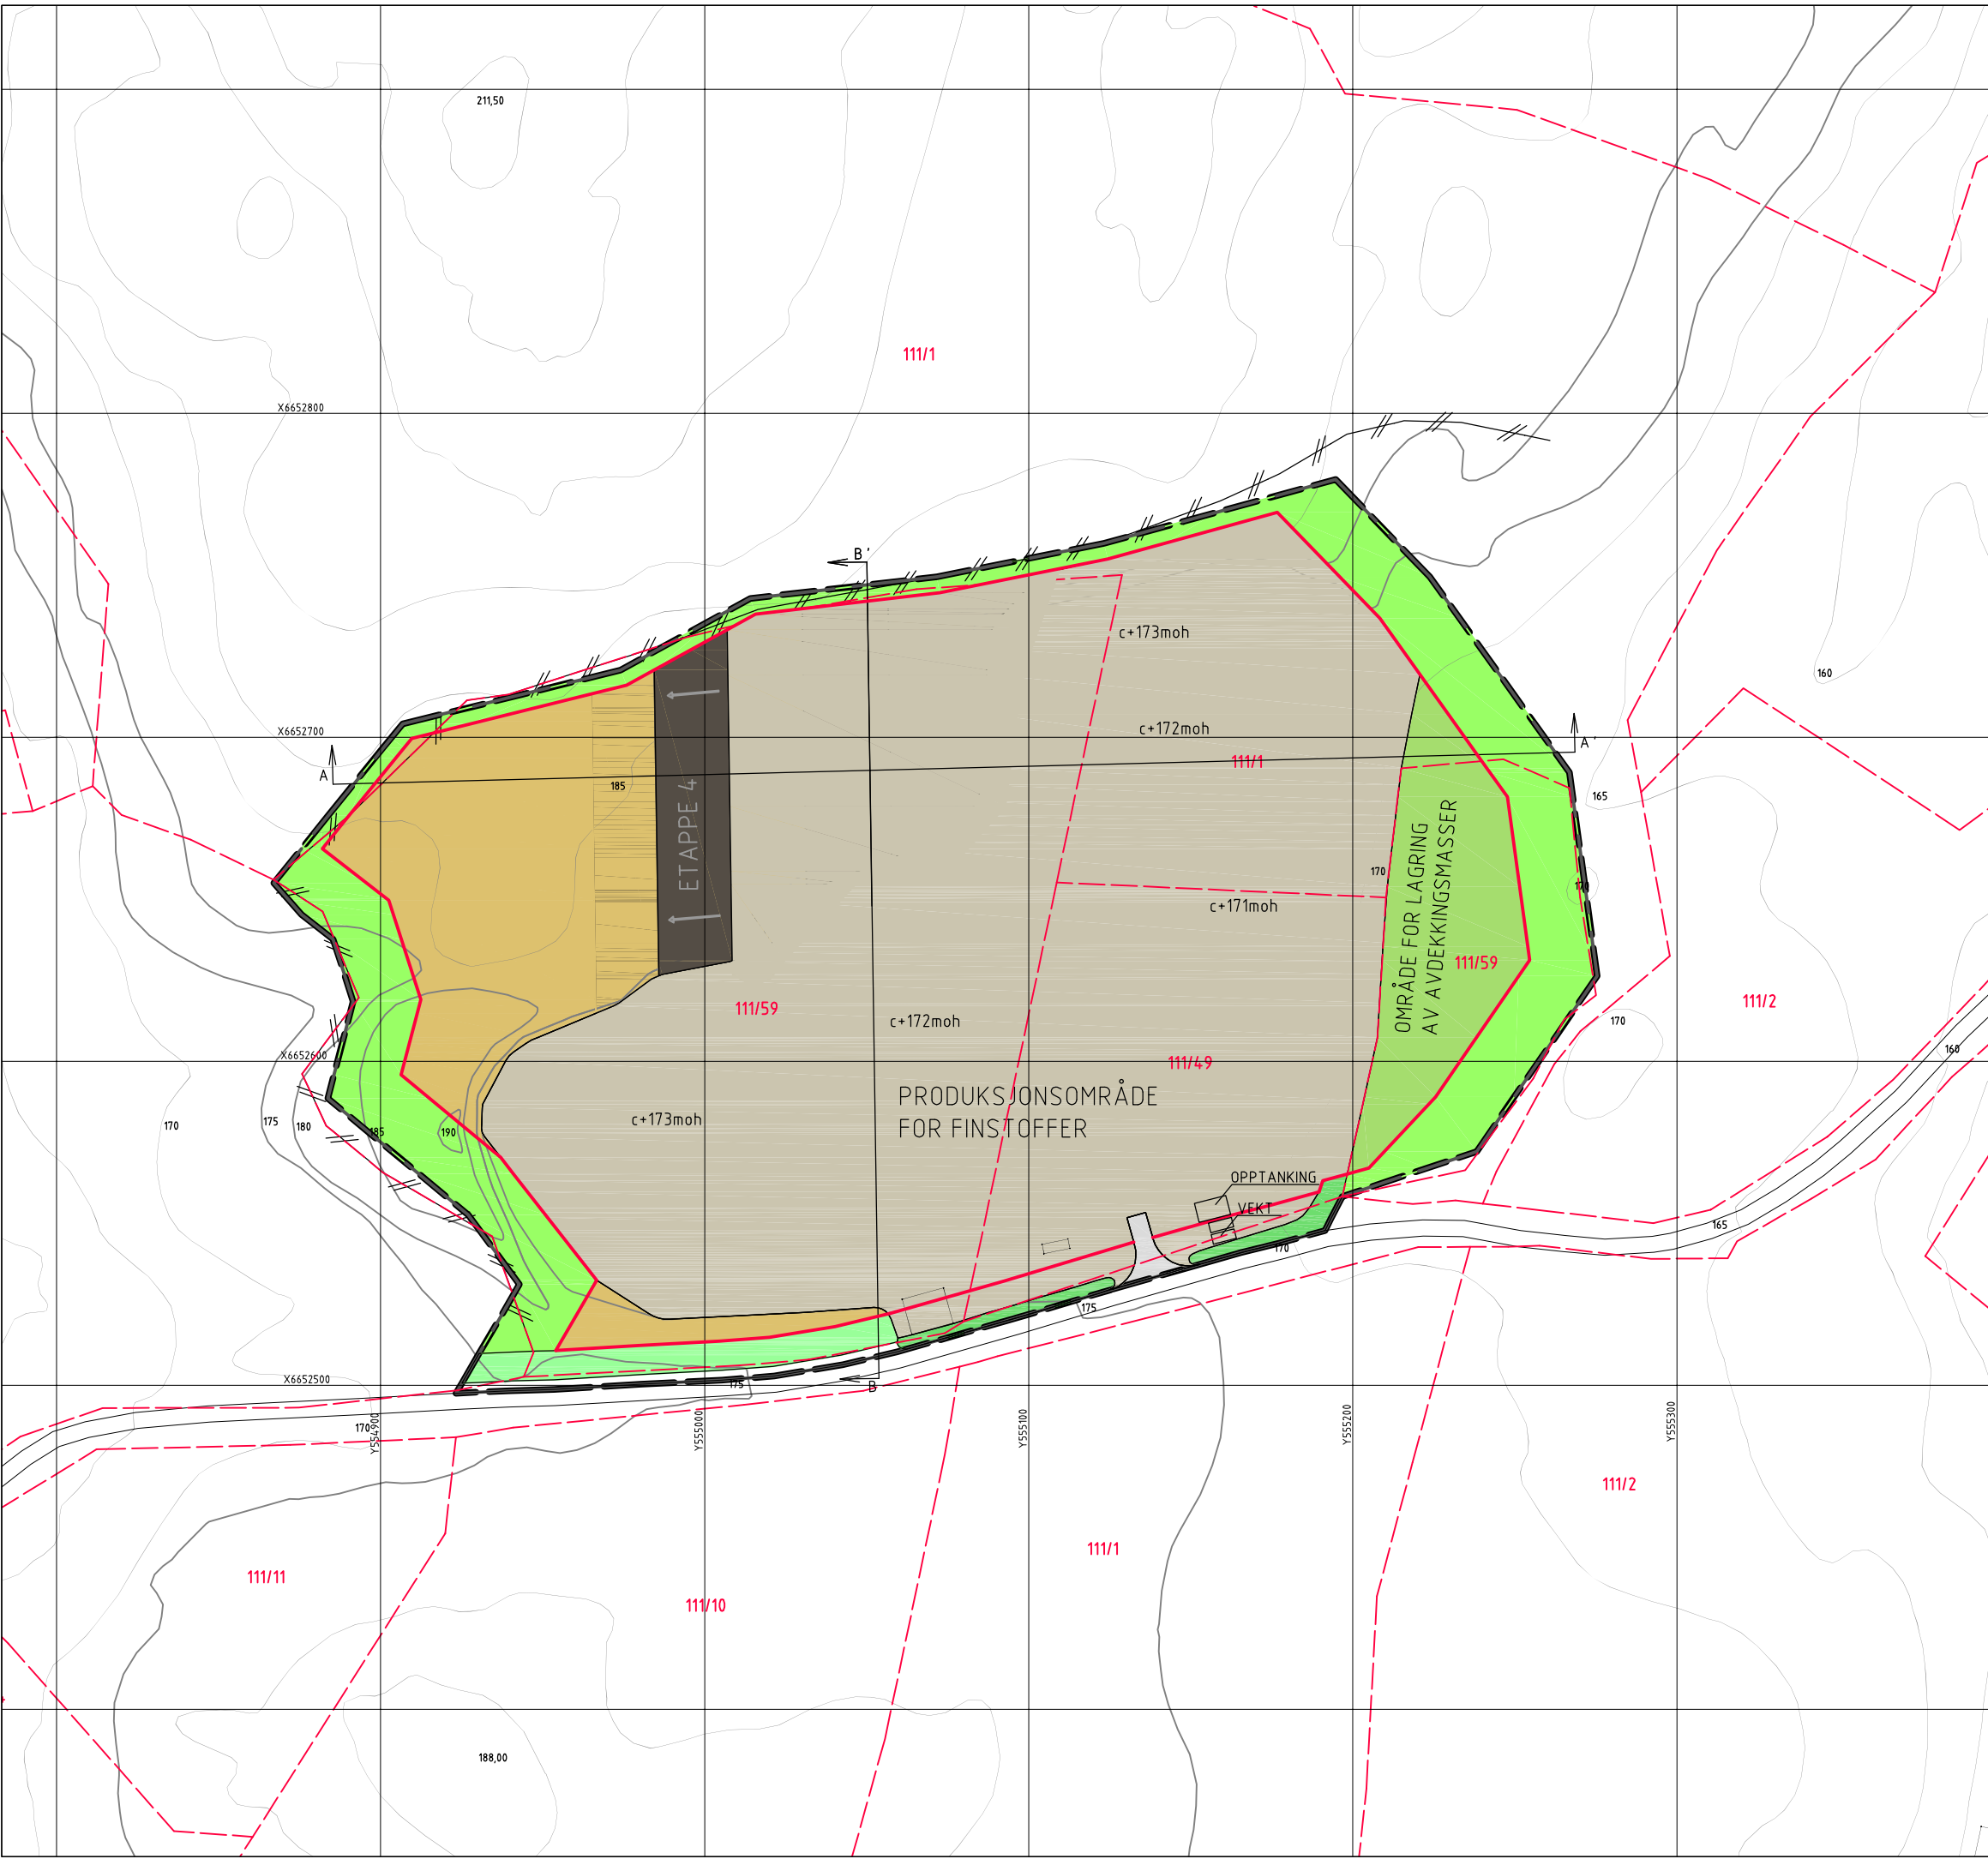 211,50
111/1
X6652800
B'
c+173moh
160
X6652700
c+172moh
A
A'
111/1
185
165
ETAPPE 4
OMRÅDE FOR LAGRING
AV AVDEKKINGSMASSER
170
170
c+171moh
111/59
111/59
111/2
c+172moh
170
X6652600
160
111/49
PRODUKSJONSOMRÅDE
FOR FINSTOFFER
c+173moh
170
175
180
185
190
OPPTANKING
VEKT
165
170
175
X6652500
175
B
170
Y554900
Y555000
Y555100
Y555200
Y555300
111/2
111/1
111/11
111/10
188,00